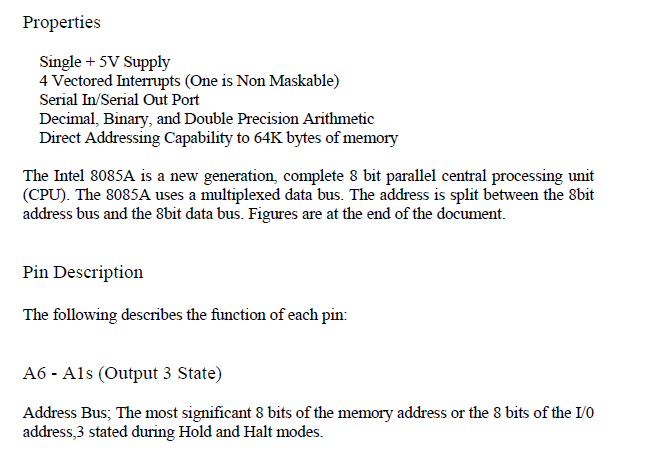 Properties
Single + 5V Supply
4 Vectored Interrupts (One is Non Maskable)
Serial In/Serial Out Port
Decimal, Binary, and Double Precision Arithmetic
Direct Addressing Capability to 64K bytes of memory
The Intel 8085A is a new generation, complete 8 bit parallel central processing unit
(CPU). The 8085A uses a multiplexed data bus. The address is split between the 8bit
address bus and the 8bit data bus. Figures are at the end of the document.
Pin Description
The following describes the function of each pin:
A6 - A1s (Output 3 State)
Address Bus; The most significant 8 bits of the memory address or the 8 bits of the I/0
address,3 stated during Hold and Halt modes.